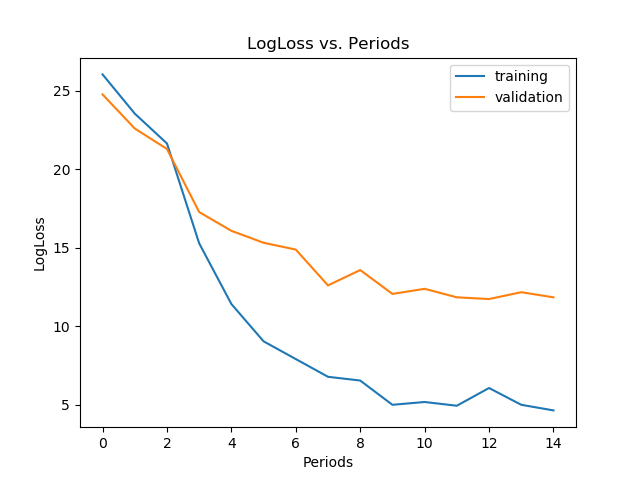 LogLoss vs. Periods
training
validation
25
20
15
10
5
LogLoss
0 2 4 6 8 10 12 14
Periods